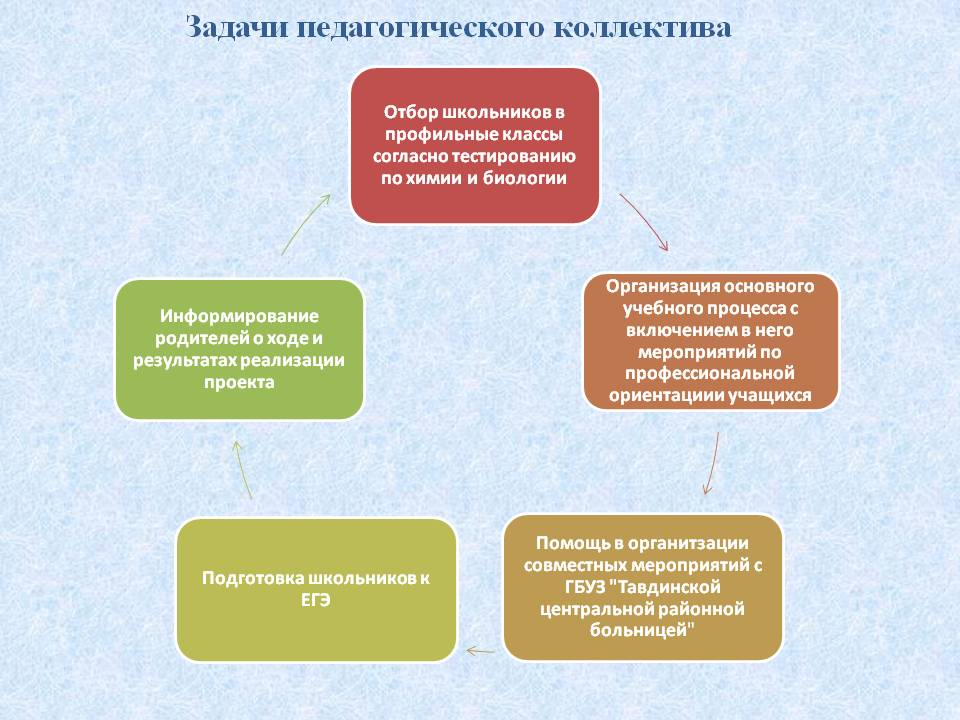 Задачи педагогического коллектива
Отбор школьников в
профильные классы
согласно тестированию
по химии и биологии
Организация основного
учебного процесса с
включением в него
мероприятий по
профессиональной
ориентациии учащихся
Помощь в органитзации
совместных мероприятий с
ГБУЗ "Тавдинской
центральной районной
больницей"
Подготовка школьников к
ЕГЭ
Информирование
родителей о ходе и
результатах реализации
проекта